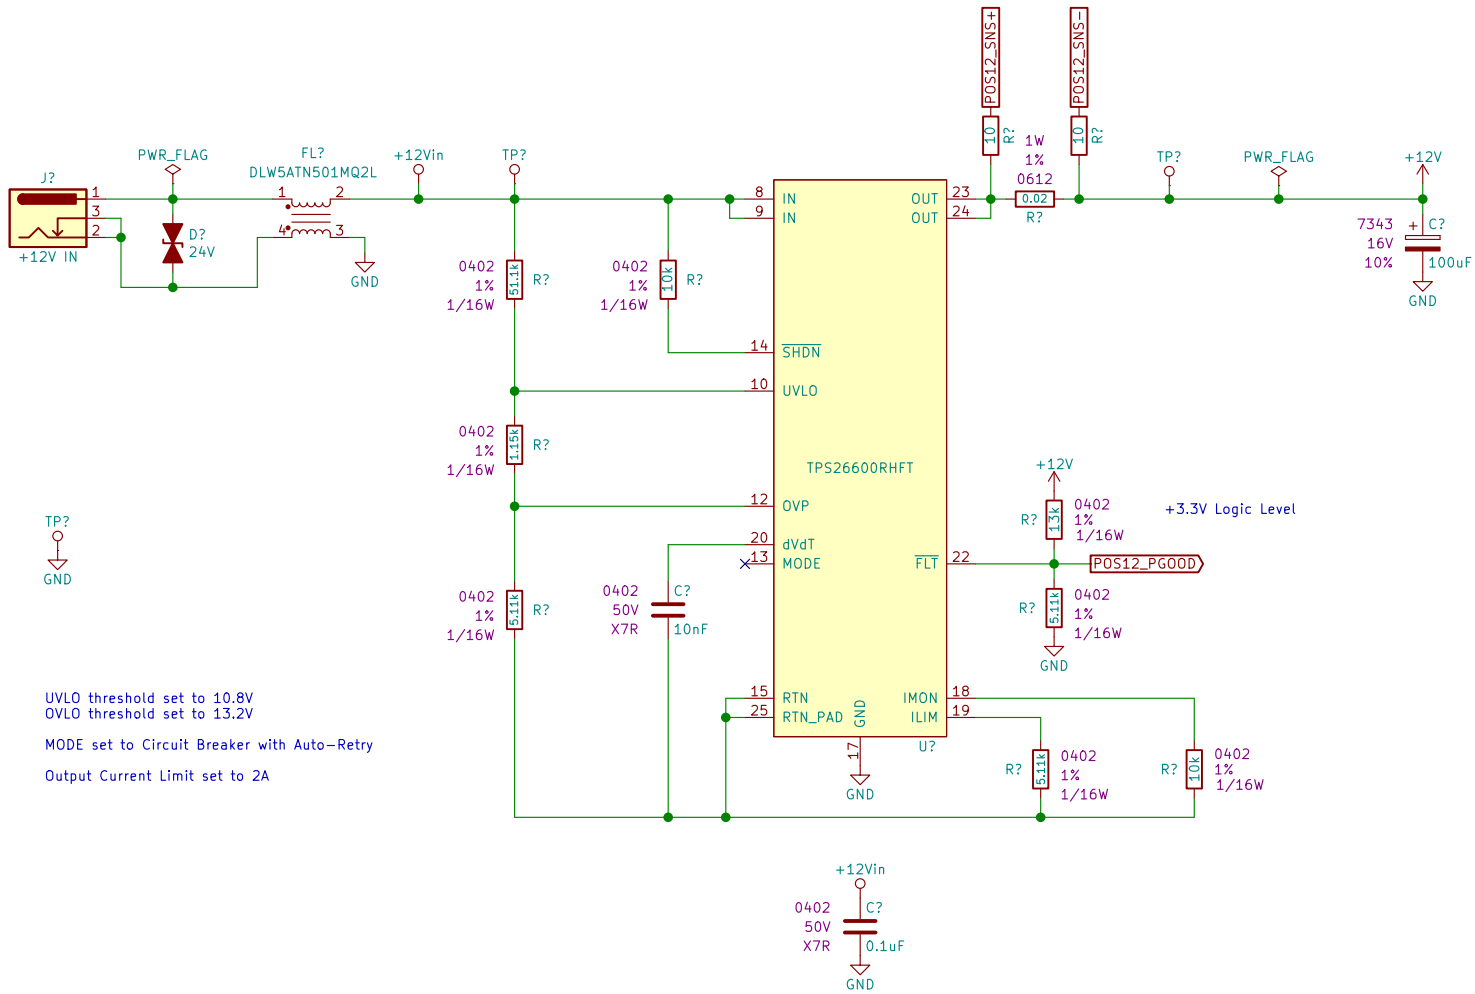 POS12_SNS+
POS12_SNS-
10
R?
10
R?
1W
1%
0612
0.02
R?
PWR_FLAG
FL?
DLW5ATN501MQ2L
+12Vin
TP?
TP?
PWR_FLAG
+12V
J?
1
3
2
+12V IN
D?
24V
1
2
4
3
GND
8
IN
9
IN
OUT
23
OUT
24
7343
16V
10%
+
C?
100uF
GND
0402
1%
1/16W
51.1k
R?
0402
1%
1/16W
10k
R?
14
SHDN
10
UVLO
0402
1%
1/16W
1.15k
R?
TPS26600RHFT
12
OVP
20
dVdT
13
MODE
FLT
22
+12V
R?
13k
0402
1%
1/16W
+3.3V Logic Level
POS12_PGOOD
R?
5.11k
0402
1%
1/16W
GND
TP?
GND
0402
1%
1/16W
5.11k
R?
0402
50V
X7R
C?
10nF
15
RTN
25
RTN_PAD
GND
17
IMON
18
ILIM
19
U?
GND
R?
5.11k
0402
1%
1/16W
R?
10k
0402
1%
1/16W
UVLO threshold set to 10.8V
OVLO threshold set to 13.2V
MODE set to Circuit Breaker with Auto-Retry
Output Current Limit set to 2A
+12Vin
0402
50V
X7R
C?
0.1uF
GND